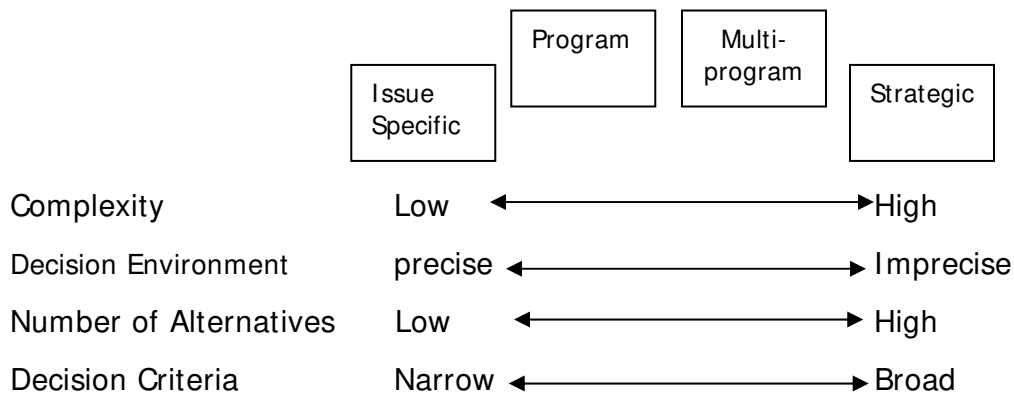 Program
Multi-
program
Issue
Specific
Strategic
Complexity Low High
Decision Environment precise Imprecise
Number of Alternatives Low High
Decision Criteria Narrow Broad